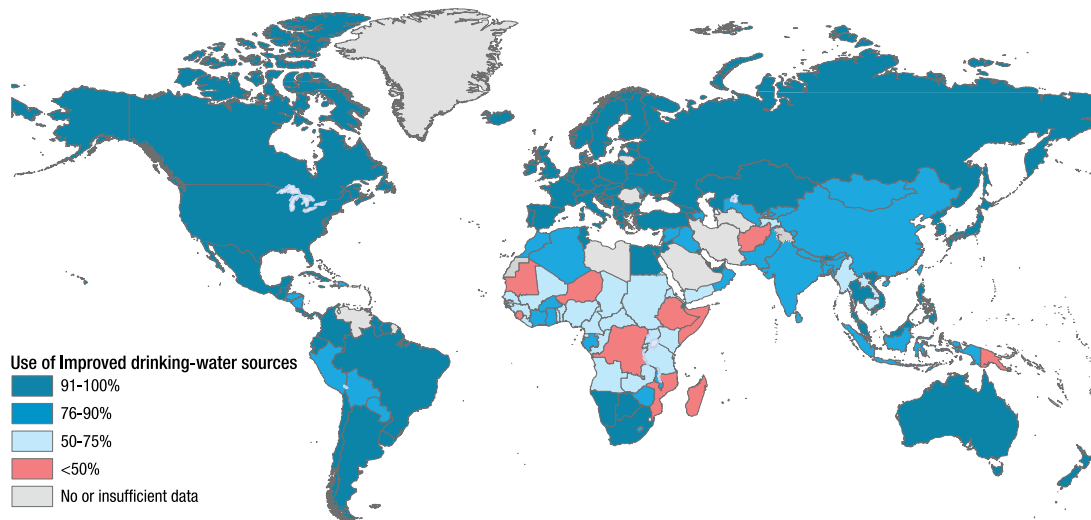 Use of Improved drinking-water sources
91-100%
76-90%
50-75%
<50%
No or insufficient data